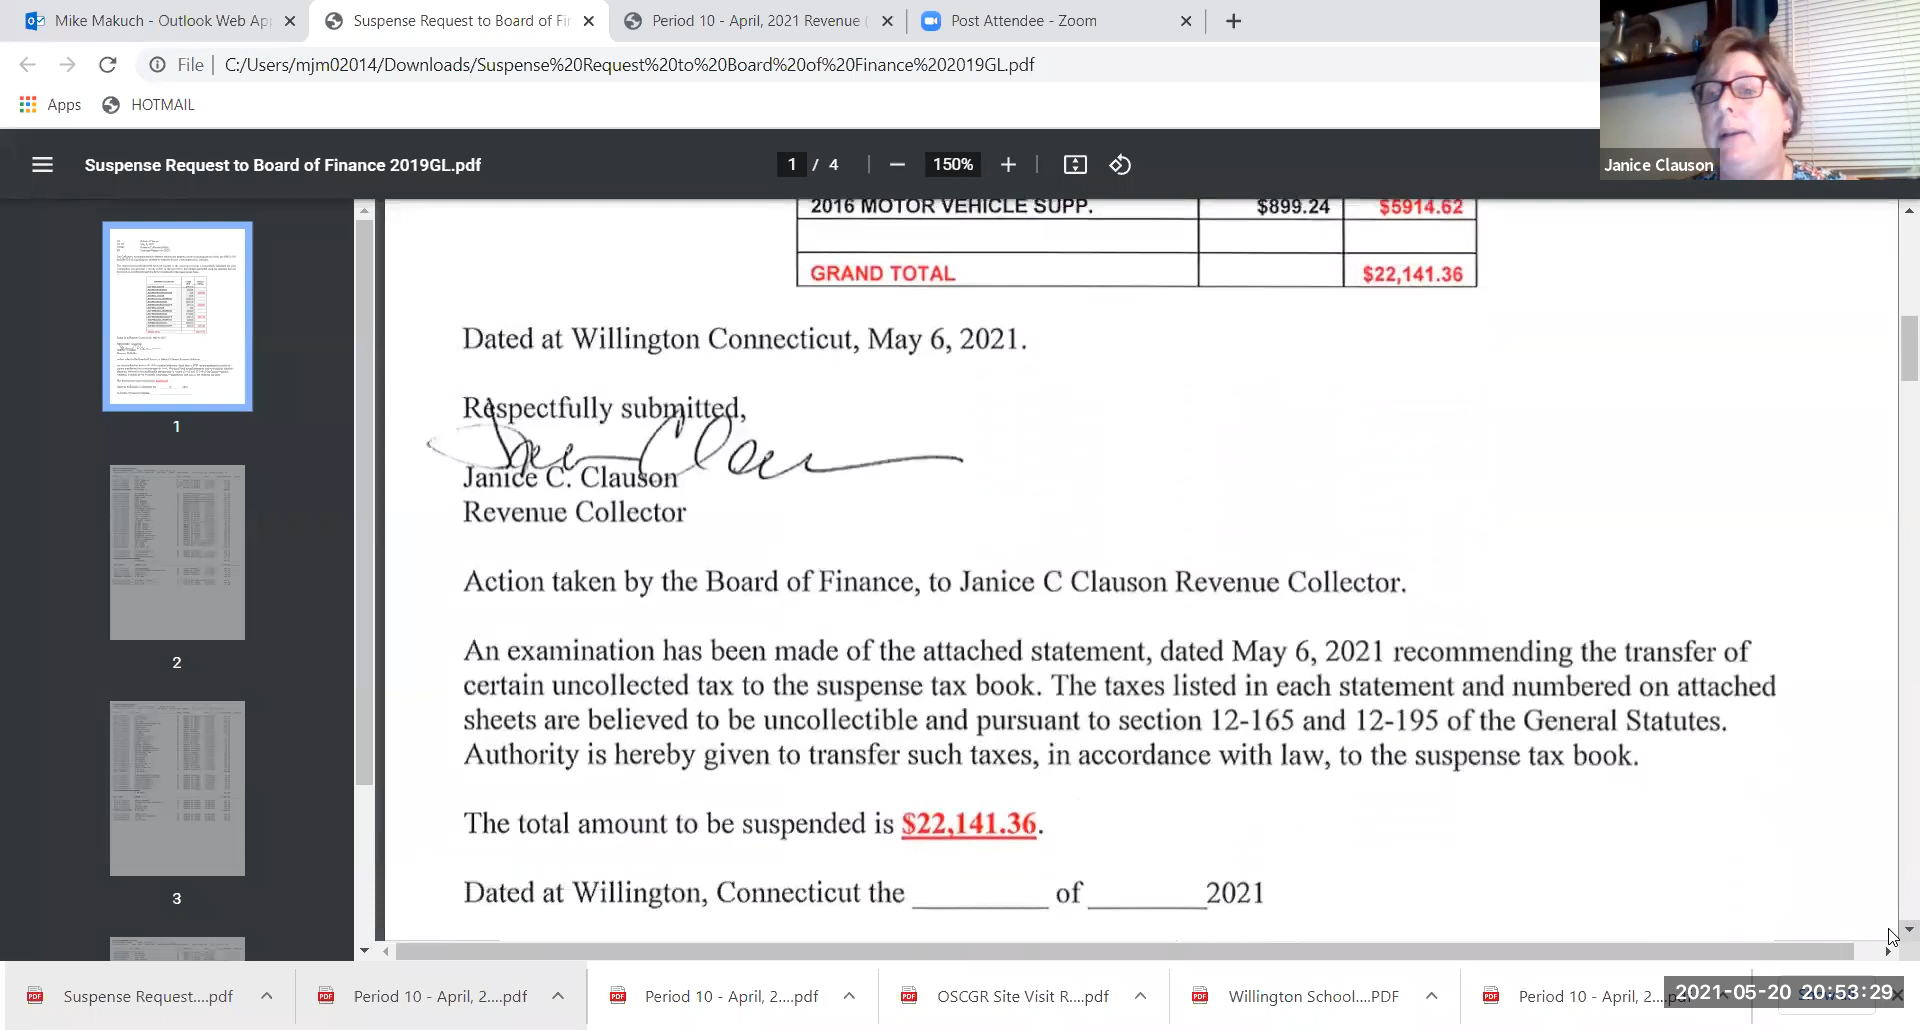 Mike Makuch - Outlook Web Ap
Suspense Request to Board of Fi
Period 10 - April, 2021 Revenue
Post Attendee - Zoom
File
C:/Users/mjm02014/Downloads/Suspense%20Request%20to%20Board%20of%20Finance%202019GL.pdf
Apps
HOTMAIL
Janice Clauson
Suspense Request to Board of Finance 2019GL.pdf
1 / 4
150%
2016 MOTOR VEHICLE SUPP. $899.24 $5914.62
GRAND TOTAL $22,141.36
Dated at Willington Connecticut, May 6, 2021.
Respectfully submitted,
Janice C. Clauson
Revenue Collector
Action taken by the Board of Finance, to Janice C Clauson Revenue Collector.
An examination has been made of the attached statement, dated May 6, 2021 recommending the transfer of
certain uncollected tax to the suspense tax book. The taxes listed in each statement and numbered on attached
sheets are believed to be uncollectible and pursuant to section 12-165 and 12-195 of the General Statutes.
Authority is hereby given to transfer such taxes, in accordance with law, to the suspense tax book.
The total amount to be suspended is $22,141.36.
Dated at Willington, Connecticut the __________ of _________2021
1
2
3
Suspense Request....pdf
Period 10 - April, 2....pdf
Period 10 - April, 2....pdf
OSCGR Site Visit R....pdf
Willington School....PDF
Period 10 - April, 2....pdf
2021-05-20 20:53:29